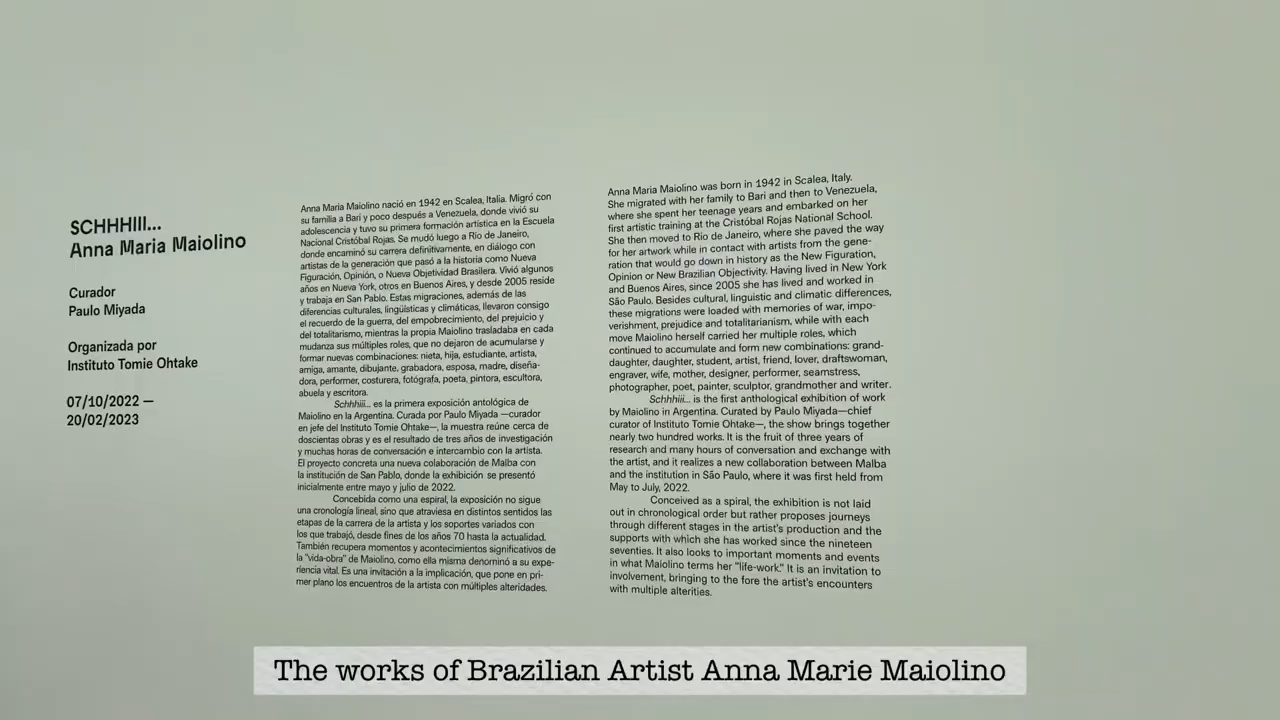 SCHHHIII...
Anna Maria Maiolino
Curador
Paulo Miyada
Organizada por
Instituto Tomie Ohtake
07/10/2022 —
20/02/2023
Anna Maria Maiolino nació en 1942 en Scalea, Italia. Migró con
su familia a Bari y poco después a Venezuela, donde vivió su
adolescencia y tuvo su primera formación artística en la Escuela
Nacional Cristóbal Rojas. Se mudó luego a Rio de Janeiro,
donde encaminó su carrera definitivamente, en diálogo con
artistas de la generación que pasó a la historia como Nueva
Figuración, Opinión, o Nueva Objetividad Brasilera. Vivió algunos
años en Nueva York, otros en Buenos Aires, y desde 2005 reside
y trabaja en San Pablo. Estas migraciones, además de las
diferencias culturales, lingüísticas y climáticas, llevaron consigo
el recuerdo de la guerra, del empobrecimiento, del prejuicio y
del totalitarismo, mientras la propia Maiolino trasladaba en cada
mudanza sus múltiples roles, que no dejaron de acumularse y
formar nuevas combinaciones: nieta, hija, estudiante, artista,
amiga, amante, dibujante, grabadora, esposa, madre, diseña-
dora, performer, costurera, fotógrafa, poeta, pintora, escultora,
abuela y escritora.
Schhhiii... es la primera exposición antológica de
Maiolino en la Argentina. Curada por Paulo Miyada —curador
en jefe del Instituto Tomie Ohtake—, la muestra reúne cerca de
doscientas obras y es el resultado de tres años de investigación
y muchas horas de conversación e intercambio con la artista.
El proyecto concreta una nueva colaboración de Malba con
la institución de San Pablo, donde la exhibición se presentó
inicialmente entre mayo y julio de 2022.
Concebida como una espiral, la exposición no sigue
una cronología lineal, sino que atraviesa en distintos sentidos las
etapas de la carrera de la artista y los soportes variados con
los que trabajó, desde fines de los años 70 hasta la actualidad.
También recupera momentos y acontecimientos significativos de
la "vida-obra" de Maiolino, como ella misma denominó a su expe-
riencia vital. Es una invitación a la implicación, que pone en pri-
mer plano los encuentros de la artista con múltiples alteridades.
Anna Maria Maiolino was born in 1942 in Scalea, Italy.
She migrated with her family to Bari and then to Venezuela,
where she spent her teenage years and embarked on her
first artistic training at the Cristóbal Rojas National School.
She then moved to Rio de Janeiro, where she paved the way
for her artwork while in contact with artists from the gene-
ration that would go down in history as the New Figuration,
Opinion or New Brazilian Objectivity. Having lived in New York
and Buenos Aires, since 2005 she has lived and worked in
São Paulo. Besides cultural, linguistic and climatic differences,
these migrations were loaded with memories of war, impo-
verishment, prejudice and totalitarianism, while with each
move Maiolino herself carried her multiple roles, which
continued to accumulate and form new combinations: grand-
daughter, daughter, student, artist, friend, lover, draftswoman,
engraver, wife, mother, designer, performer, seamstress,
photographer, poet, painter, sculptor, grandmother and writer.
Schhhiii... is the first anthological exhibition of work
by Maiolino in Argentina. Curated by Paulo Miyada—chief
curator of Instituto Tomie Ohtake—, the show brings together
nearly two hundred works. It is the fruit of three years of
research and many hours of conversation and exchange with
the artist, and it realizes a new collaboration between Malba
and the institution in São Paulo, where it was first held from
May to July, 2022.
Conceived as a spiral, the exhibition is not laid
out in chronological order but rather proposes journeys
through different stages in the artist's production and the
supports with which she has worked since the nineteen
seventies. It also looks to important moments and events
in what Maiolino terms her "life-work." It is an invitation to
involvement, bringing to the fore the artist's encounters
with multiple alterities.
The works of Brazilian Artist Anna Marie Maiolino